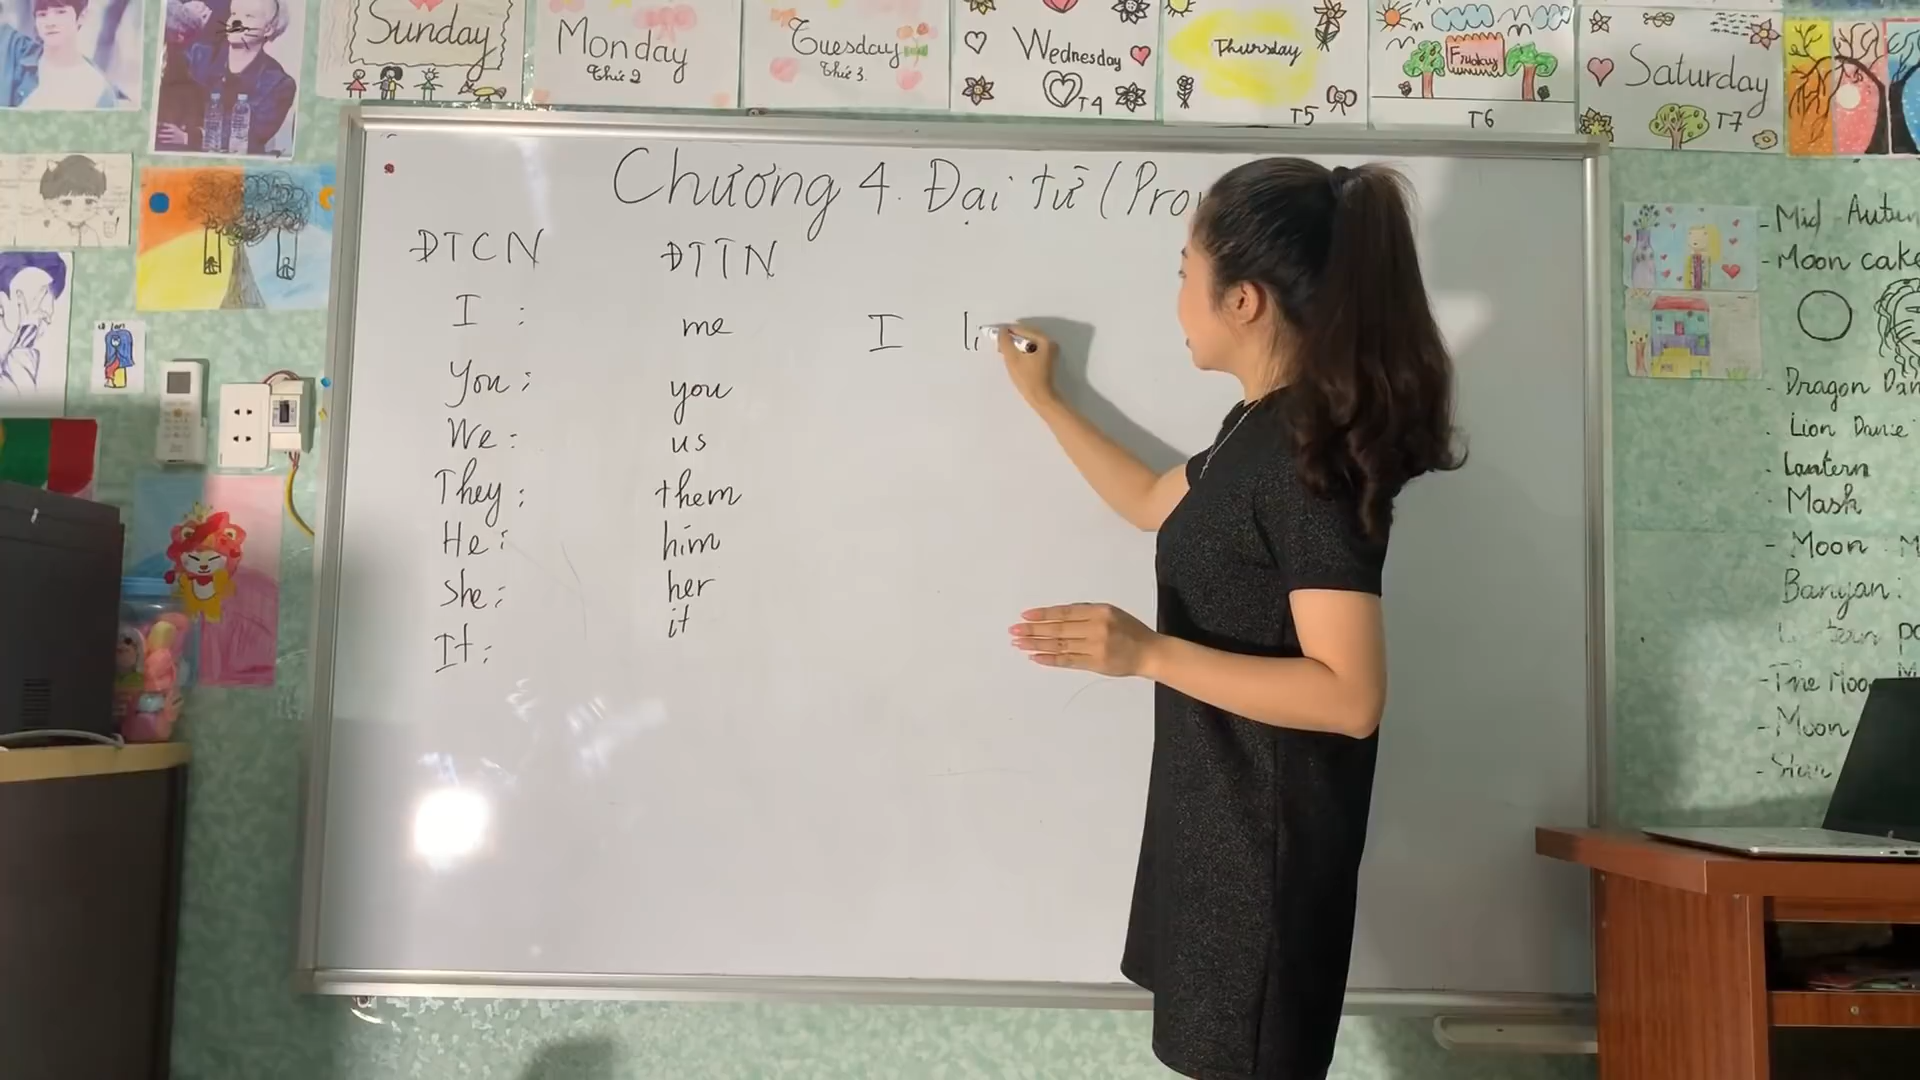 Sunday
Monday
Thứ 2
Tuesday
Thứ 3.
Wednesday
T4
Thursday
T5
Friday
T6
Saturday
T7
Chương 4. Đại từ (Pro
ĐTCN
ĐTTN
I :
me
I li
You :
you
We :
us
They :
them
He :
him
She :
her
It :
it
- Mid - Autun
- Moon cake
- Dragon Dan
. Lion Dance
. Lantern
. Mask
- Moon M
Banyan :
- The Moo
- Moon
- Star